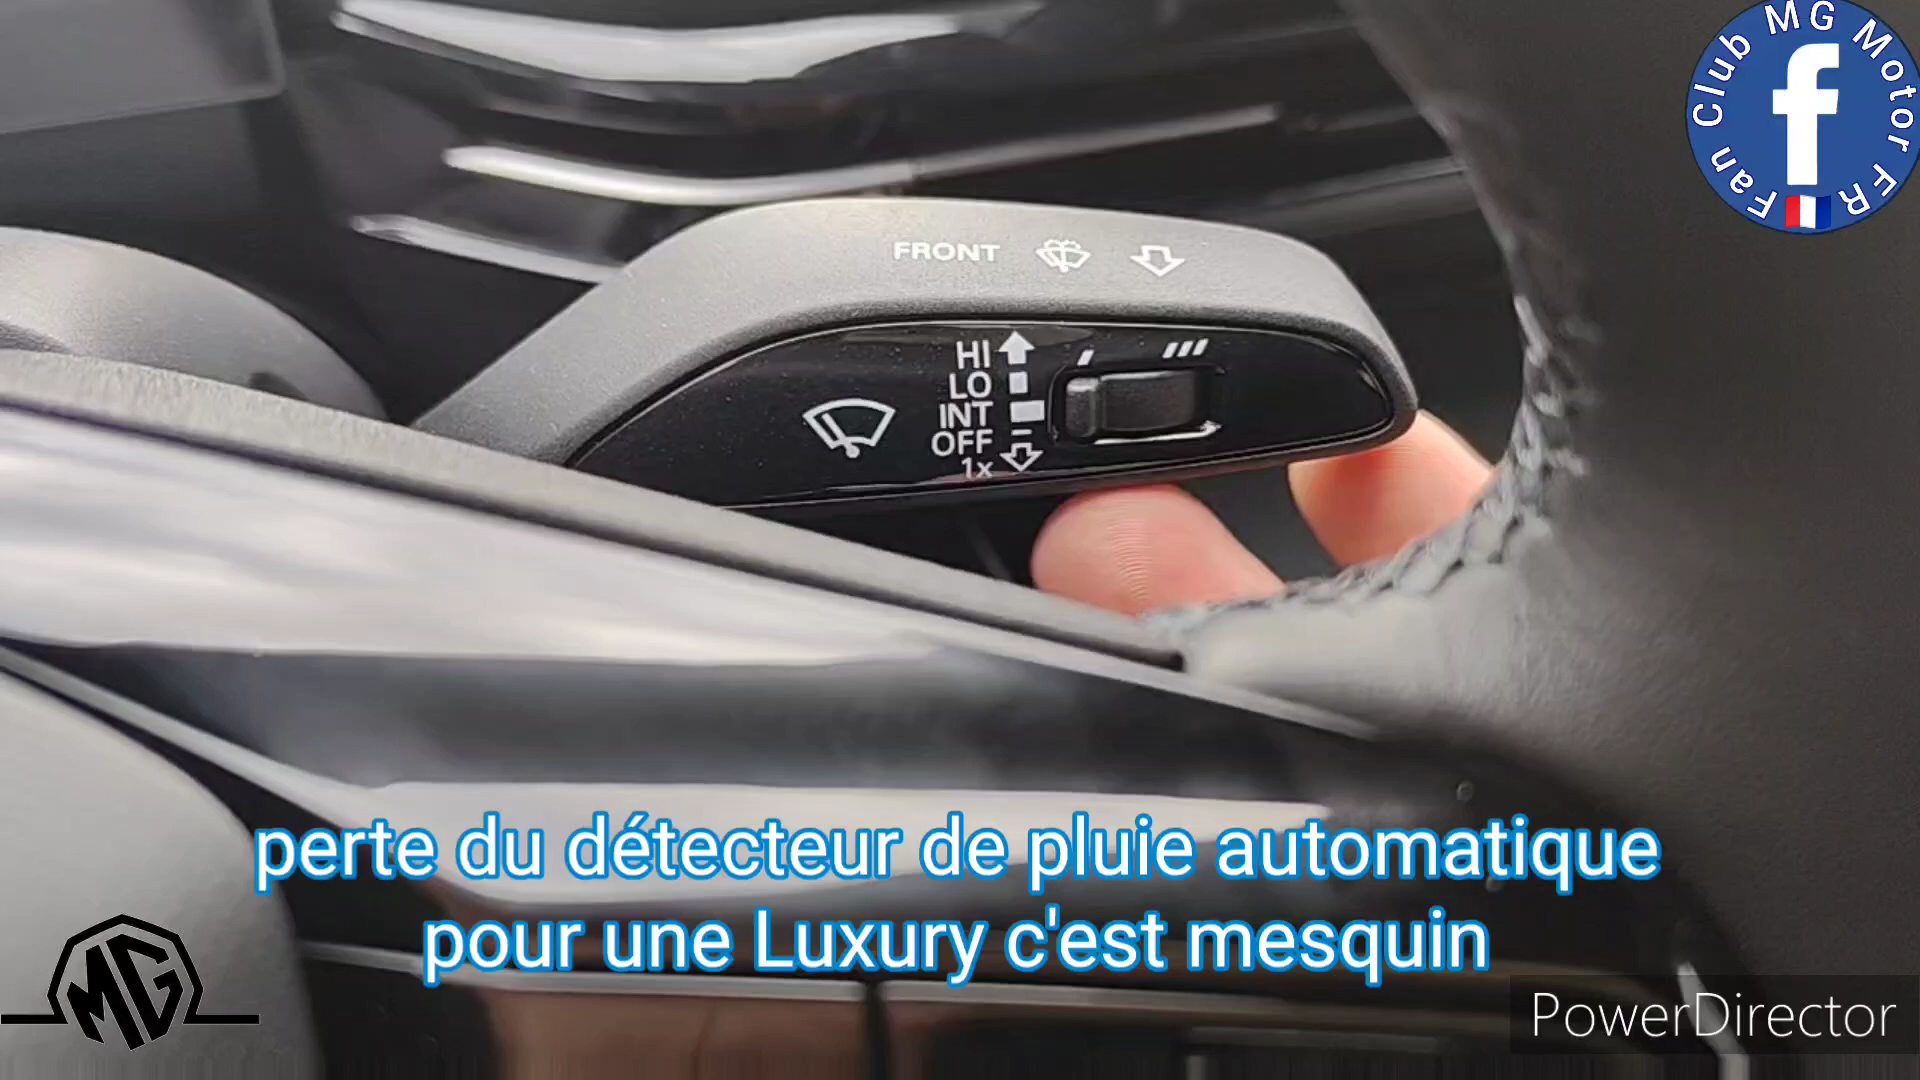 Fan Club MG Motor FR
f
FRONT
HI
LO
INT
OFF
1x
perte du détecteur de pluie automatique
pour une Luxury c'est mesquin
MG
PowerDirector